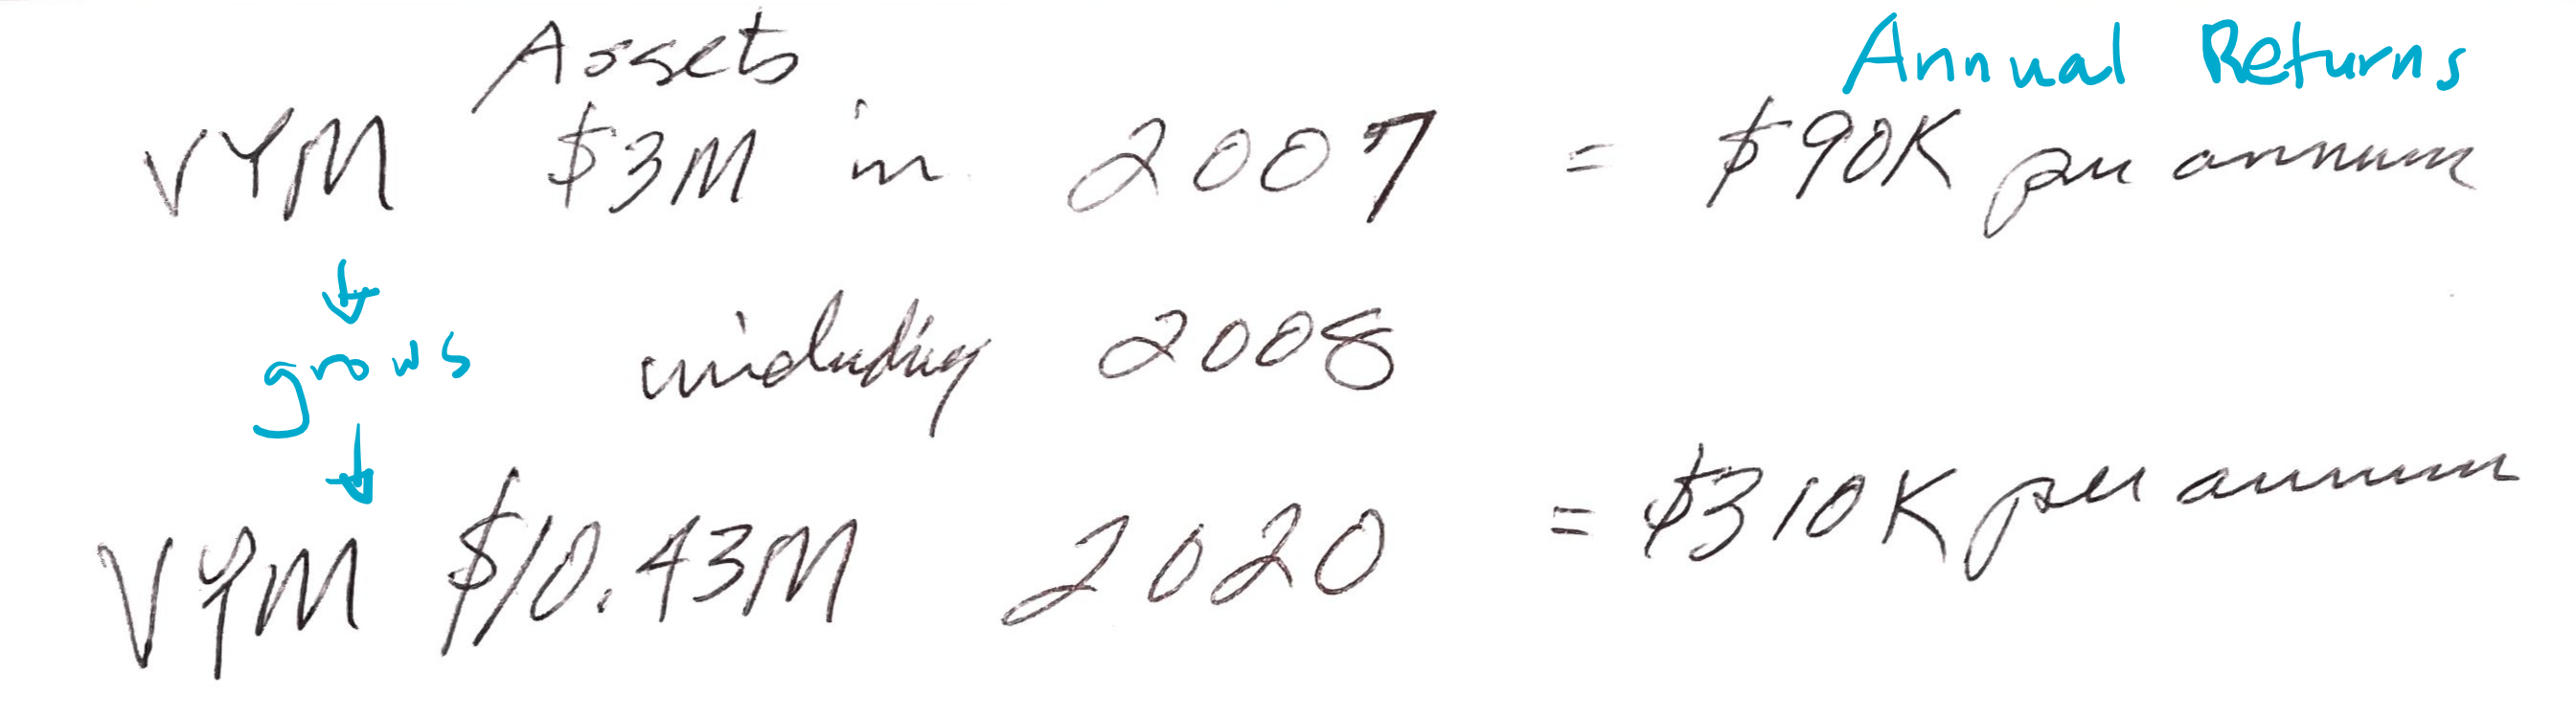 Assets Annual Returns
VYM $3M in 2007 = $90K per annum
↓
grows including 2008
↓
VYM $10.43M 2020 = $310K per annum